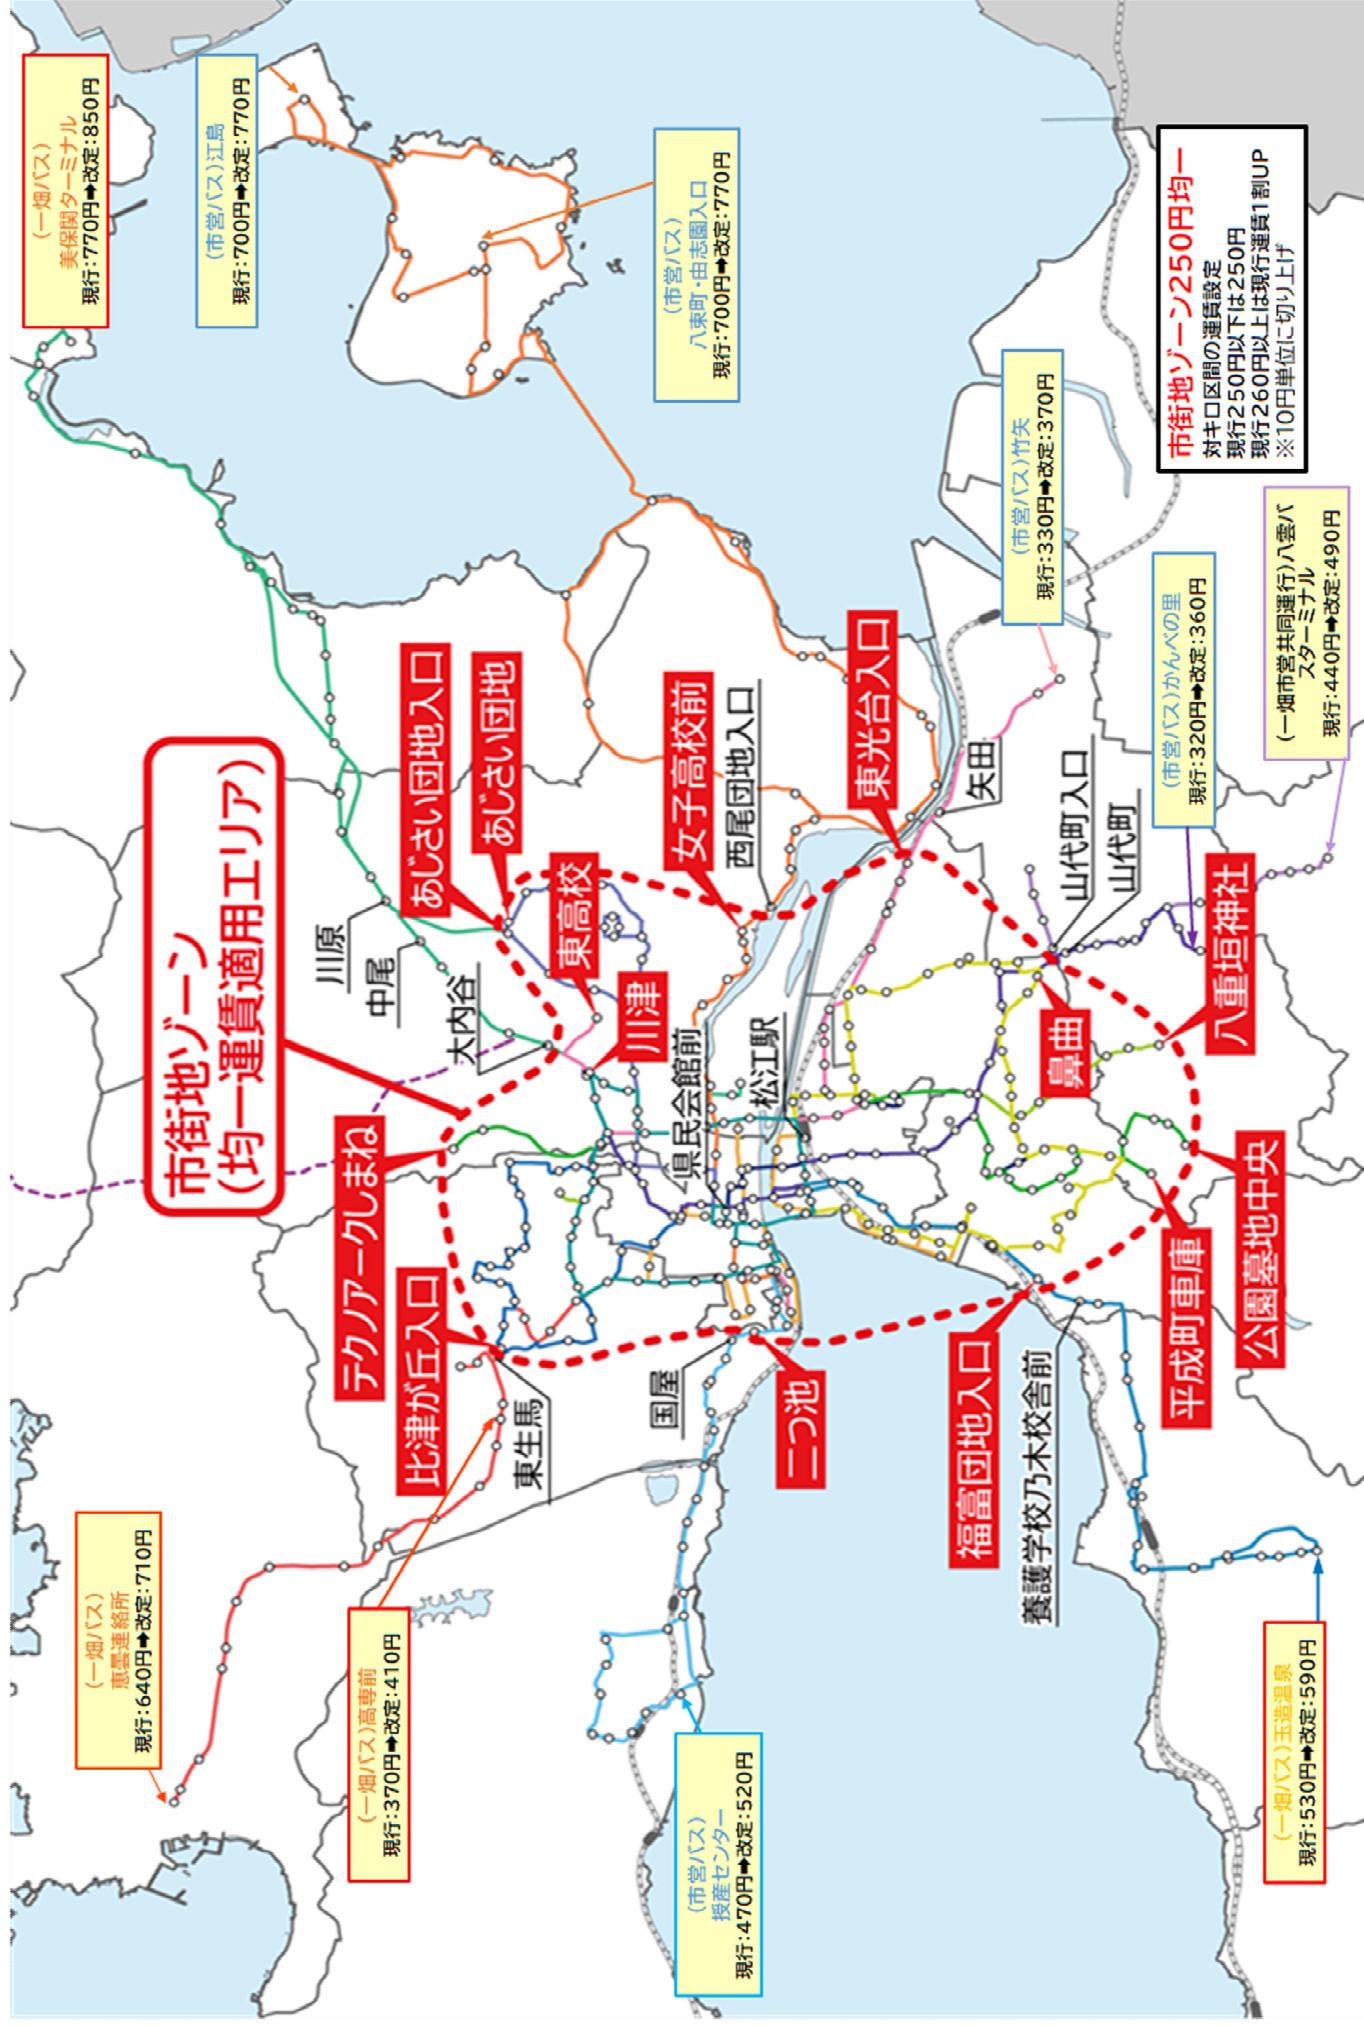 市街地ゾーン
(均一運賃適用エリア)
(一畑バス)
恵曇連絡所
現行:640円➡改定:710円
(一畑バス)高専前
現行:370円➡改定:410円
(市営バス)
授産センター
現行:470円➡改定:520円
(一畑バス)玉造温泉
現行:530円➡改定:590円
(一畑バス)
美保関ターミナル
現行:770円➡改定:850円
(市営バス)江島
現行:700円➡改定:770円
(市営バス)
八束町・由志園入口
現行:700円➡改定:770円
(市営バス)竹矢
現行:330円➡改定:370円
(市営バス)かんべの里
現行:320円➡改定:360円
(一畑市営共同運行)八雲バ
スターミナル
現行:440円➡改定:490円
市街地ゾーン250円均一
対キロ区間の運賃設定
現行250円以下は250円
現行260円以上は現行運賃1割UP
※10円単位に切り上げ
テクノアークしまね
比津が丘入口
東生馬
国屋
二つ池
福富団地入口
養護学校乃木校舎前
平成町車庫
公園墓地中央
八重垣神社
鼻曲
山代町
山代町入口
矢田
東光台入口
西尾団地入口
女子高校前
あじさい団地
あじさい団地入口
東高校
川津
川原
中尾
大内谷
県民会館前
松江駅